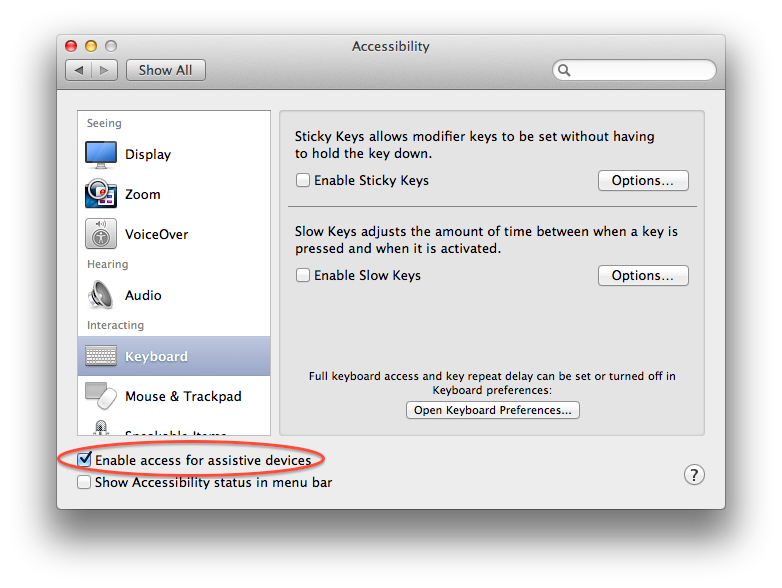 Accessibility
Show All
Seeing
Display
Zoom
VoiceOver
Hearing
Audio
Interacting
Keyboard
Mouse & Trackpad
Speakable Items
Sticky Keys allows modifier keys to be set without having
to hold the key down.
Enable Sticky Keys
Options...
Slow Keys adjusts the amount of time between when a key is
pressed and when it is activated.
Enable Slow Keys
Options...
Full keyboard access and key repeat delay can be set or turned off in
Keyboard preferences:
Open Keyboard Preferences...
Enable access for assistive devices
Show Accessibility status in menu bar
?